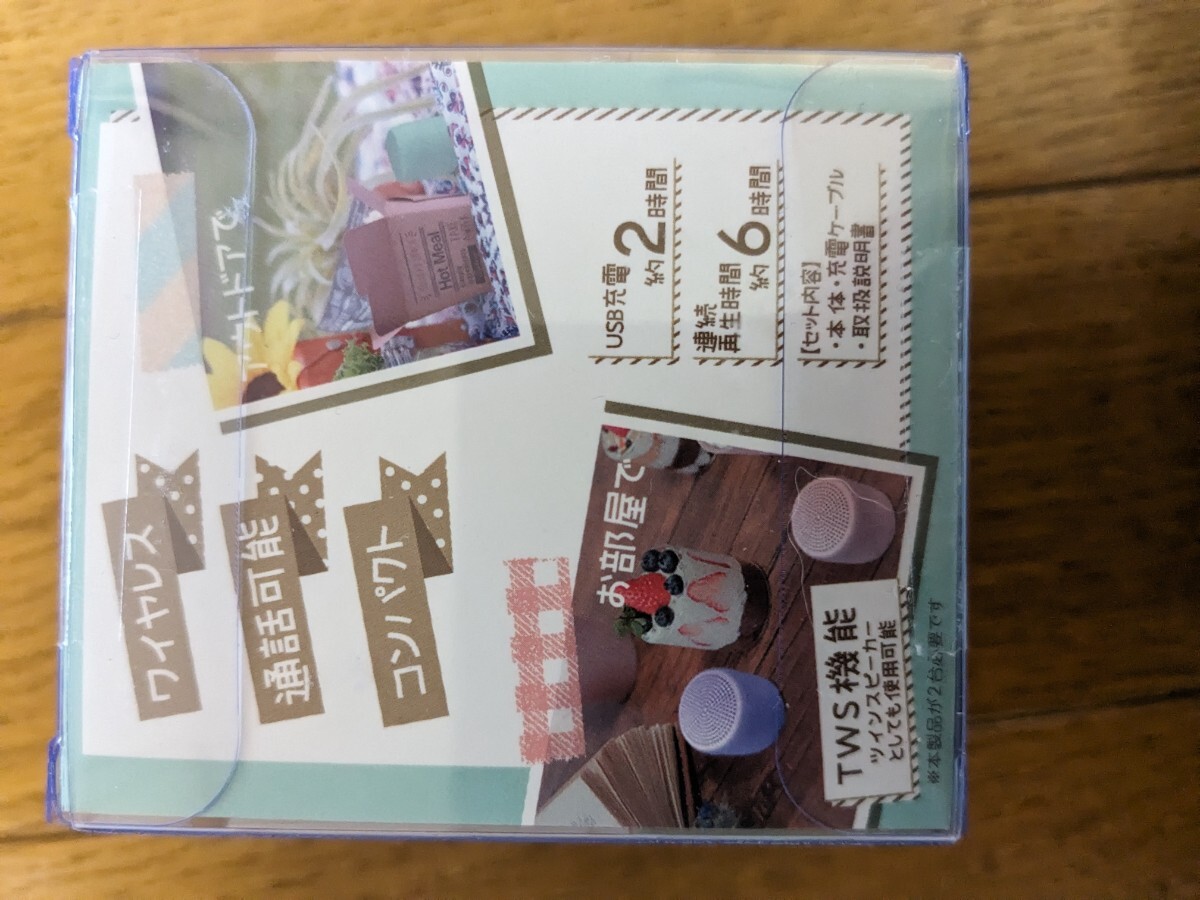 ワイヤレス
通話可能
コンパクト
アウトドアで
Hot Meal
お部屋で
USB充電
約2時間
連続
再生時間
約6時間
【セット内容】
・本体・充電ケーブル
・取扱説明書
TWS機能
ツインスピーカー
としても使用可能
※本製品が2台必要です